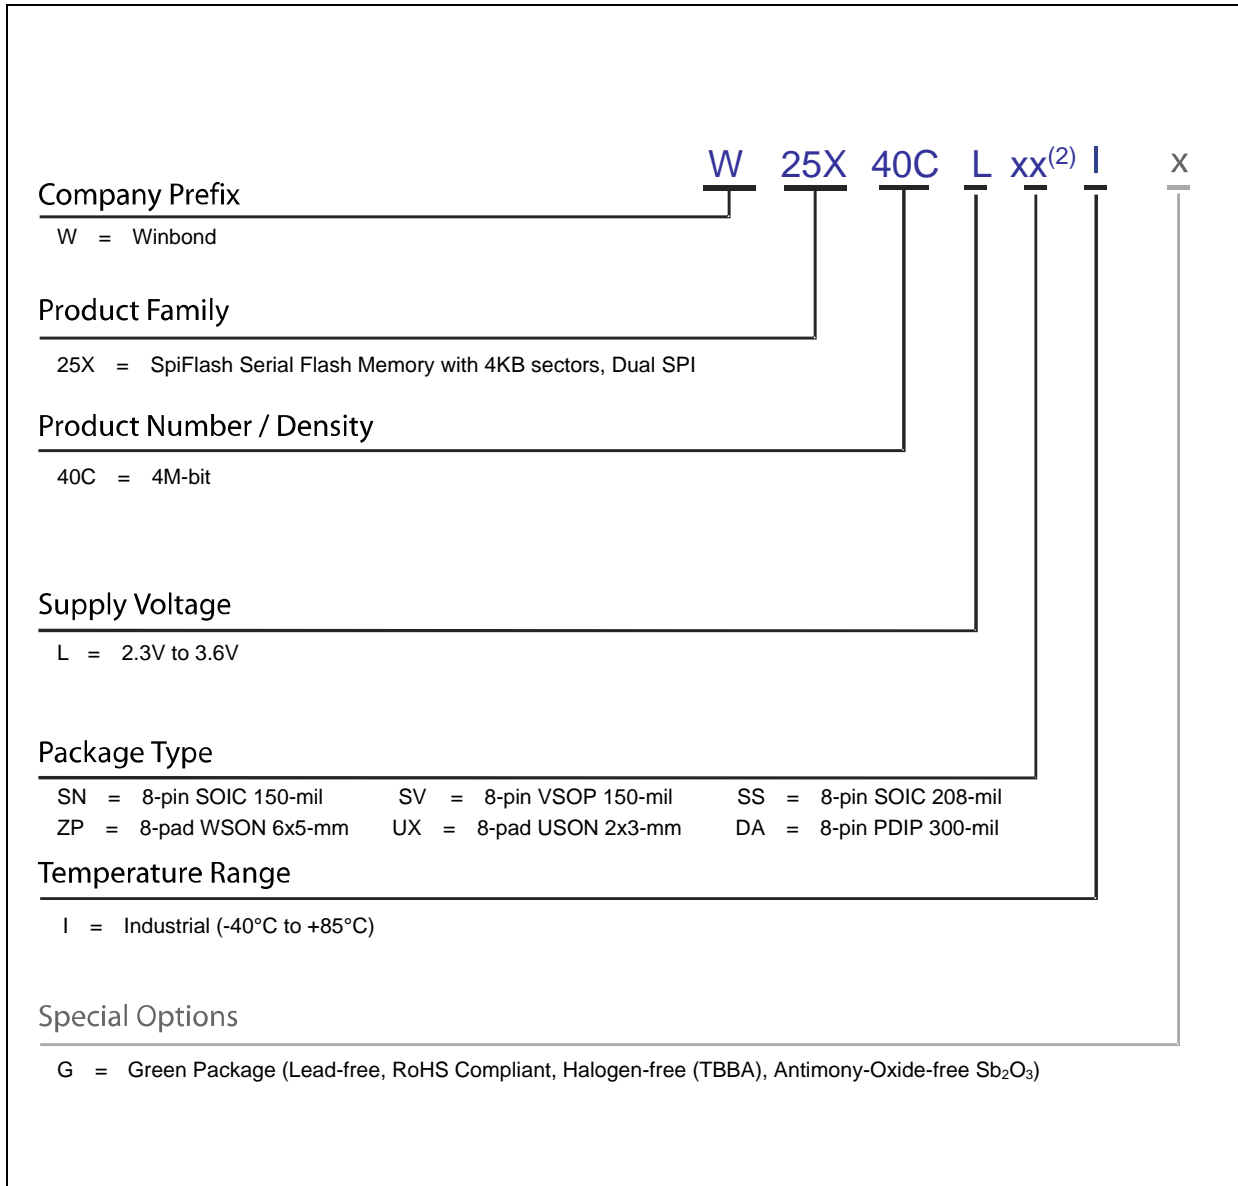 W 25X 40C L xx(2) I x
Company Prefix
W = Winbond
Product Family
25X = SpiFlash Serial Flash Memory with 4KB sectors, Dual SPI
Product Number / Density
40C = 4M-bit
Supply Voltage
L = 2.3V to 3.6V
Package Type
SN = 8-pin SOIC 150-mil SV = 8-pin VSOP 150-mil SS = 8-pin SOIC 208-mil
ZP = 8-pad WSON 6x5-mm UX = 8-pad USON 2x3-mm DA = 8-pin PDIP 300-mil
Temperature Range
I = Industrial (-40°C to +85°C)
Special Options
G = Green Package (Lead-free, RoHS Compliant, Halogen-free (TBBA), Antimony-Oxide-free Sb₂O₃)